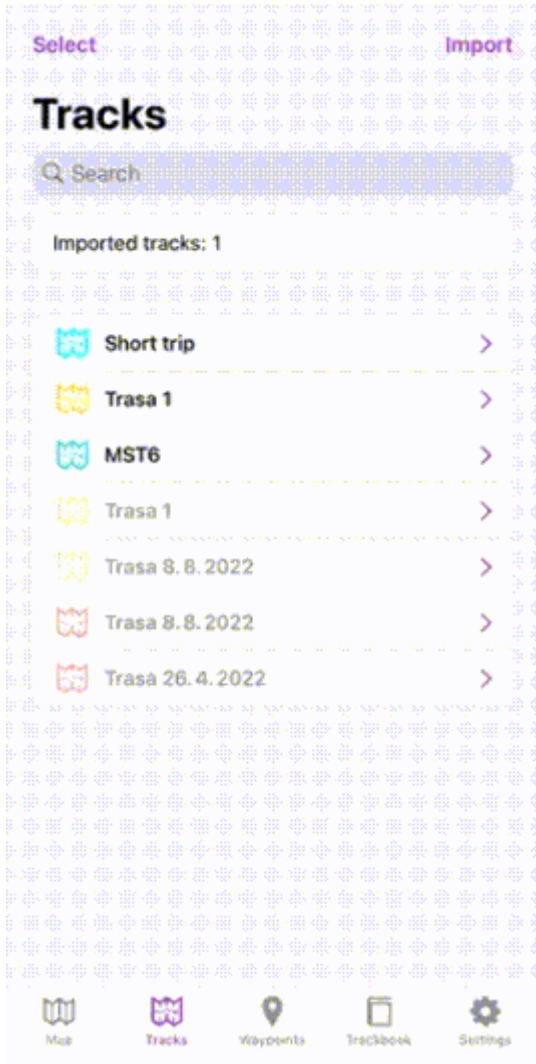 Select Import
Tracks
Search
Imported tracks: 1
Short trip
Trasa 1
MST6
Trasa 1
Trasa 8. 8. 2022
Trasa 8. 8. 2022
Trasa 26. 4. 2022
Map Tracks Waypoints Trackbook Settings